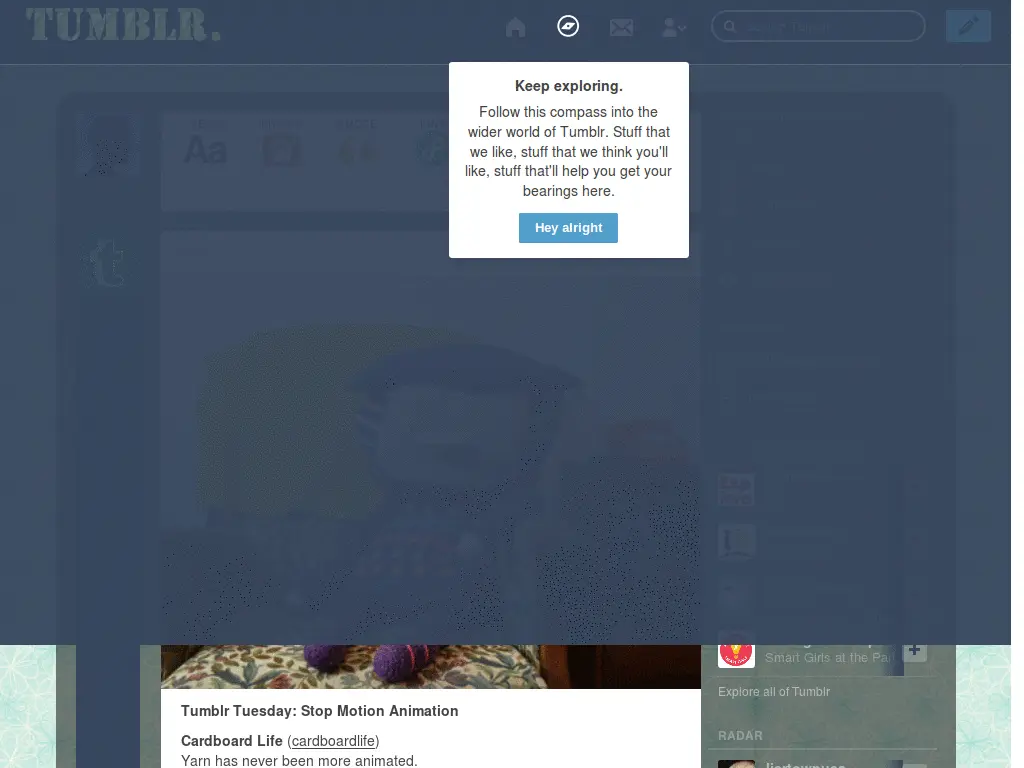 TUMBLR.
Keep exploring.
Follow this compass into the
wider world of Tumblr. Stuff that
we like, stuff that we think you'll
like, stuff that'll help you get your
bearings here.
Hey alright
Aa
t
Smart Girls at the Par
Explore all of Tumblr
RADAR
Tumblr Tuesday: Stop Motion Animation
Cardboard Life (cardboardlife)
Yarn has never been more animated.